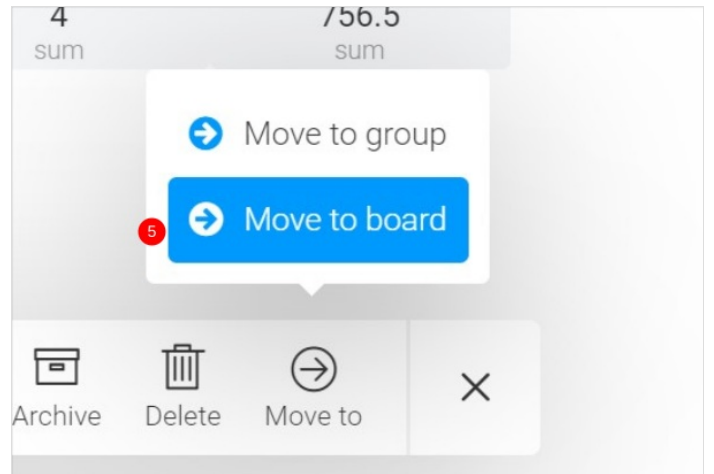 4 756.5
sum sum
Move to group
5 Move to board
Archive Delete Move to